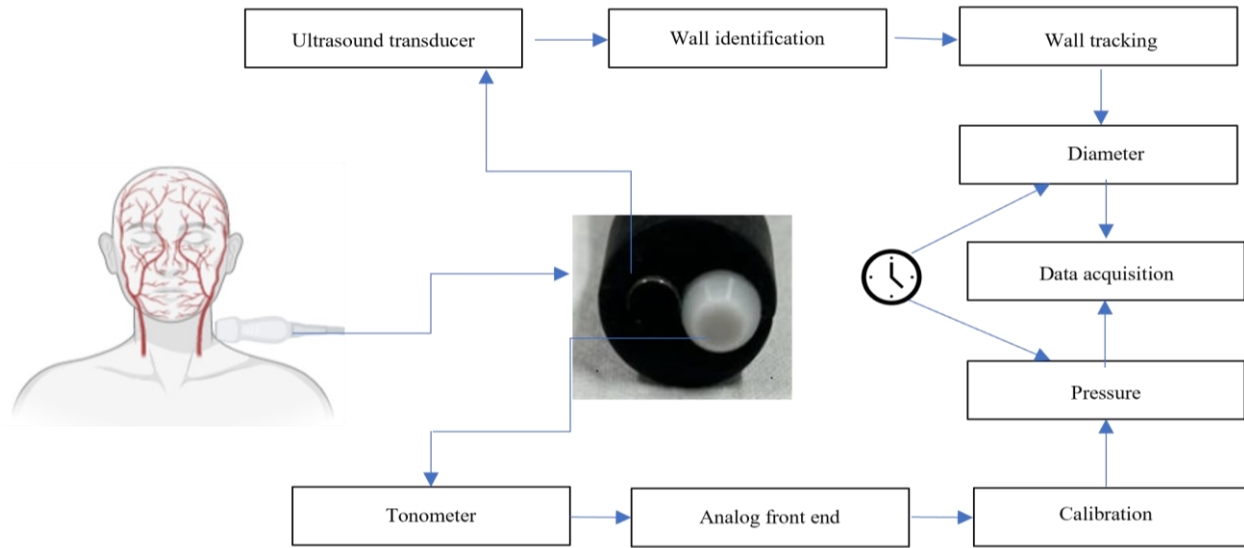 Ultrasound transducer
Wall identification
Wall tracking
Diameter
Data acquisition
Pressure
Tonometer
Analog front end
Calibration